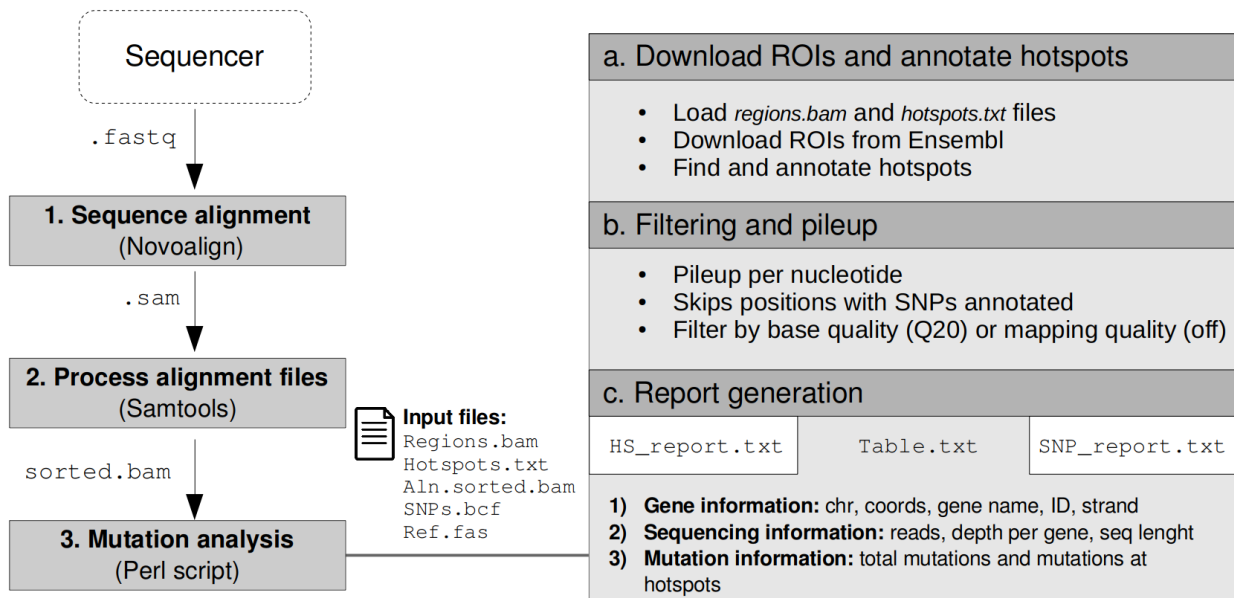 Sequencer
.fastq
1. Sequence alignment
(Novoalign)
.sam
2. Process alignment files
(Samtools)
sorted.bam
3. Mutation analysis
(Perl script)
Input files:
Regions.bam
Hotspots.txt
Aln.sorted.bam
SNPs.bcf
Ref.fas
a. Download ROIs and annotate hotspots
• Load regions.bam and hotspots.txt files
• Download ROIs from Ensembl
• Find and annotate hotspots
b. Filtering and pileup
• Pileup per nucleotide
• Skips positions with SNPs annotated
• Filter by base quality (Q20) or mapping quality (off)
c. Report generation
HS_report.txt Table.txt SNP_report.txt
1) Gene information: chr, coords, gene name, ID, strand
2) Sequencing information: reads, depth per gene, seq lenght
3) Mutation information: total mutations and mutations at
hotspots